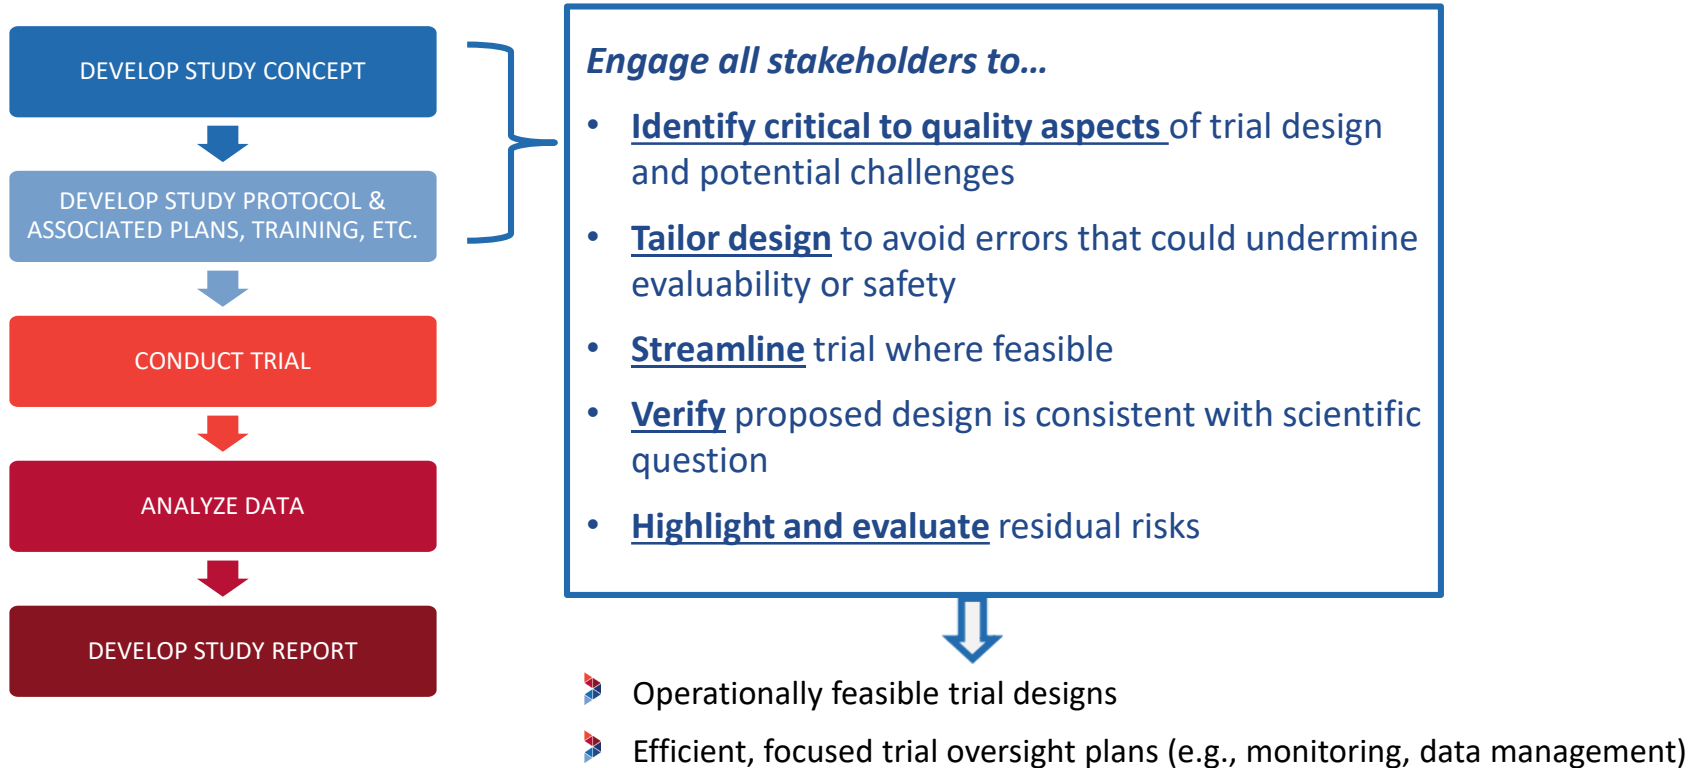 DEVELOP STUDY CONCEPT
DEVELOP STUDY PROTOCOL &
ASSOCIATED PLANS, TRAINING, ETC.
CONDUCT TRIAL
ANALYZE DATA
DEVELOP STUDY REPORT
Engage all stakeholders to…
• Identify critical to quality aspects of trial design
and potential challenges
• Tailor design to avoid errors that could undermine
evaluability or safety
• Streamline trial where feasible
• Verify proposed design is consistent with scientific
question
• Highlight and evaluate residual risks
Operationally feasible trial designs
Efficient, focused trial oversight plans (e.g., monitoring, data management)